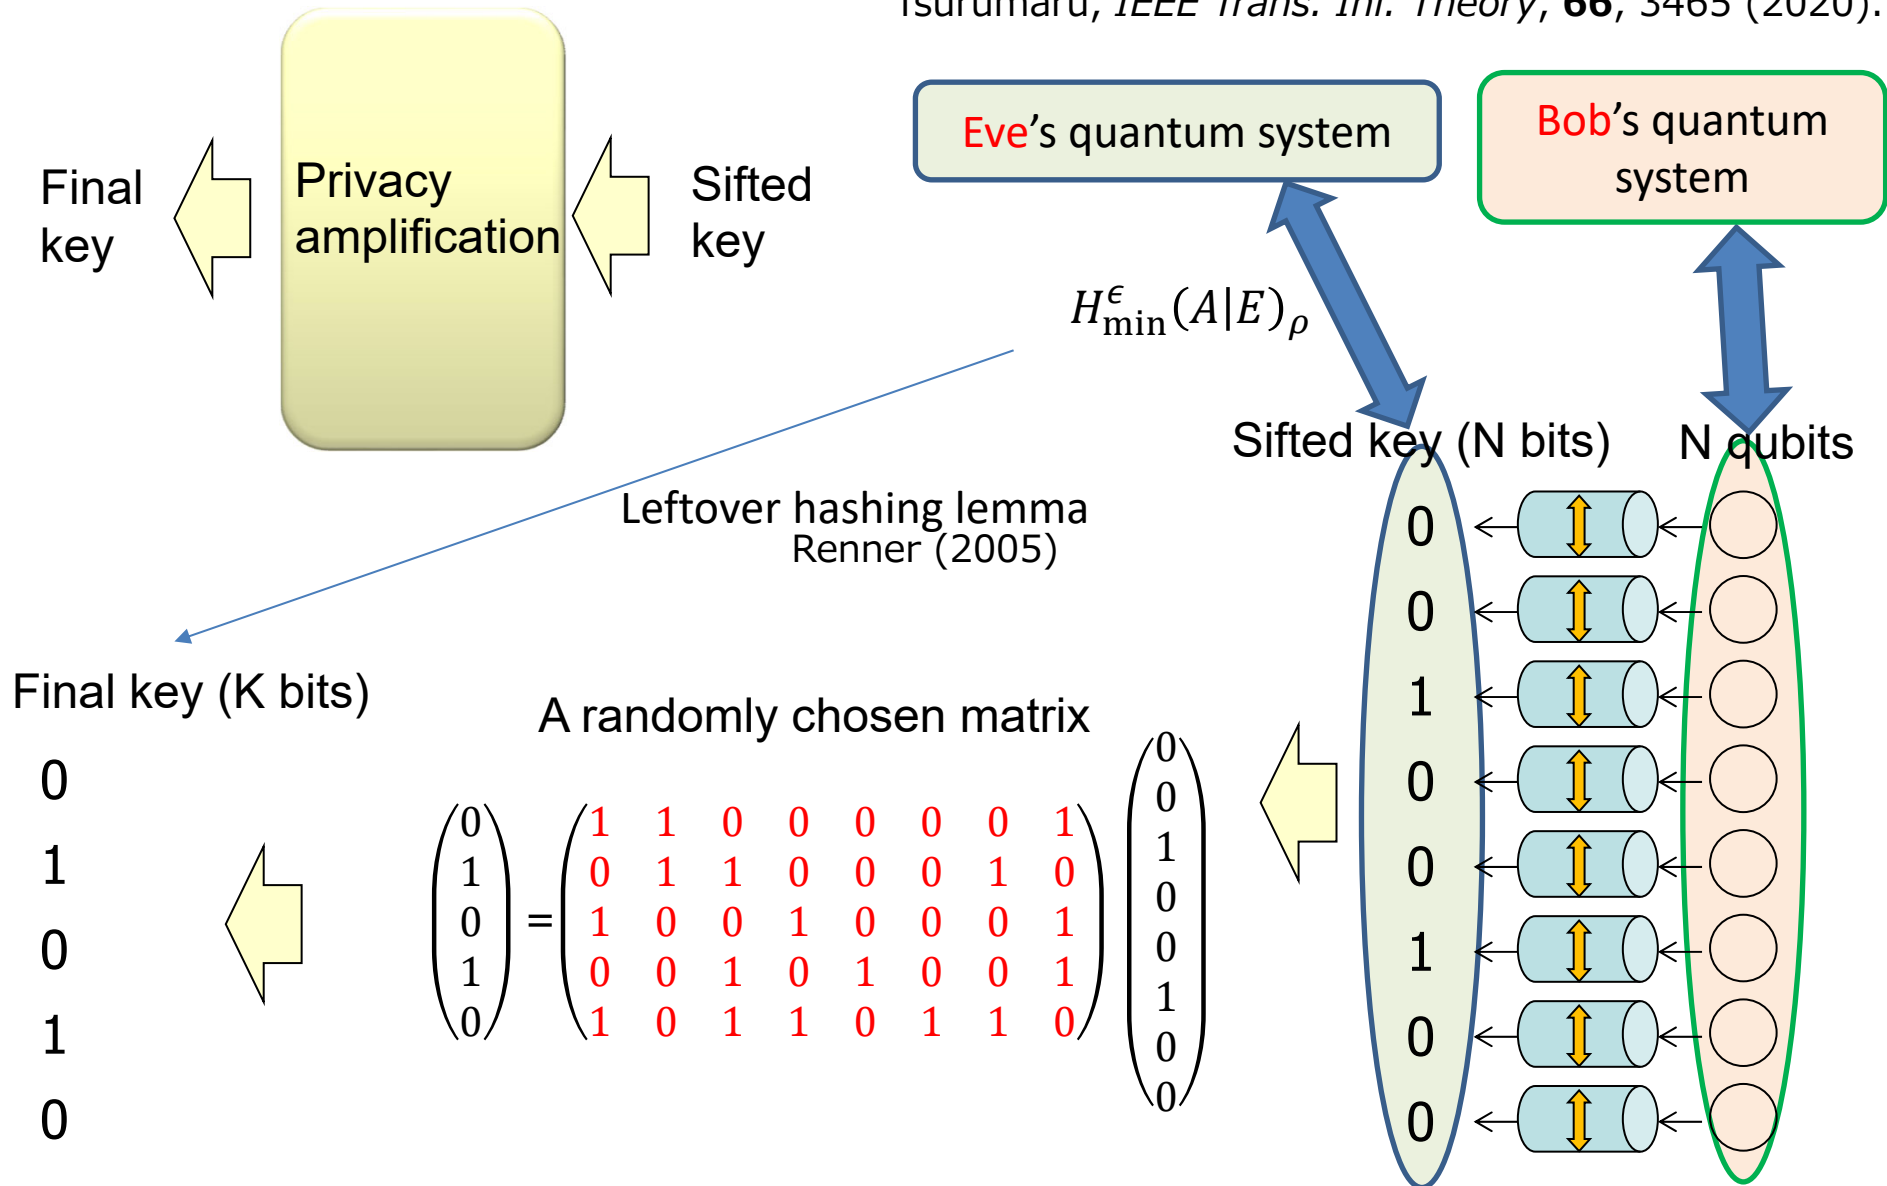 Tsurumaru, IEEE Trans. Inf. Theory, 66, 3465 (2020).
Eve's quantum system
Bob's quantum
system
Final
key
Privacy
amplification
Sifted
key
H^ϵ_min(A|E)_ρ
Sifted key (N bits)
N qubits
Leftover hashing lemma
Renner (2005)
Final key (K bits)
0
1
0
1
0
A randomly chosen matrix
(0 1 0 1 0)
=
1 1 0 0 0 0 0 1
0 1 1 0 0 0 1 0
1 0 0 1 0 0 0 1
0 0 1 0 1 0 0 1
1 0 1 1 0 1 1 0
(0 0 1 0 0 1 0 0)
0
0
1
0
0
1
0
0